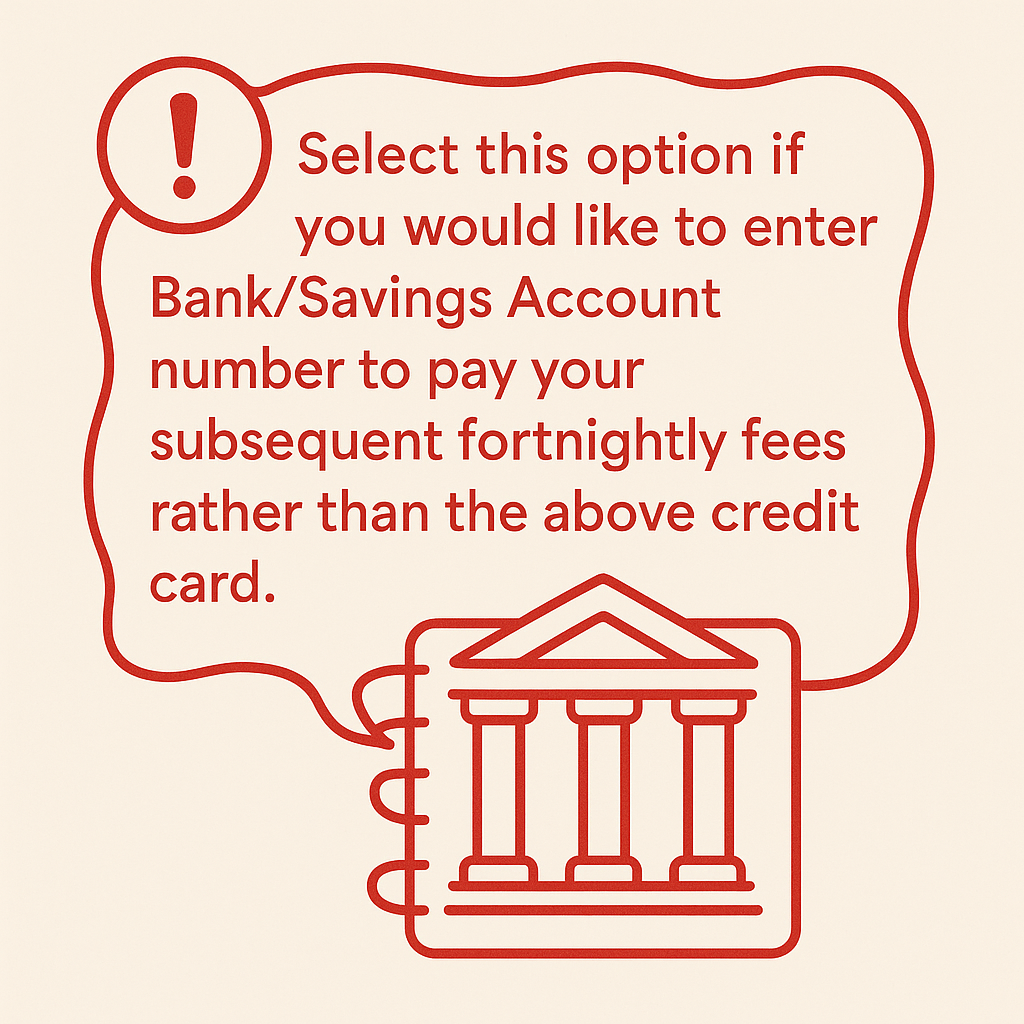 Select this option if
you would like to enter
Bank/Savings Account
number to pay your
subsequent fortnightly fees
rather than the above credit
card.